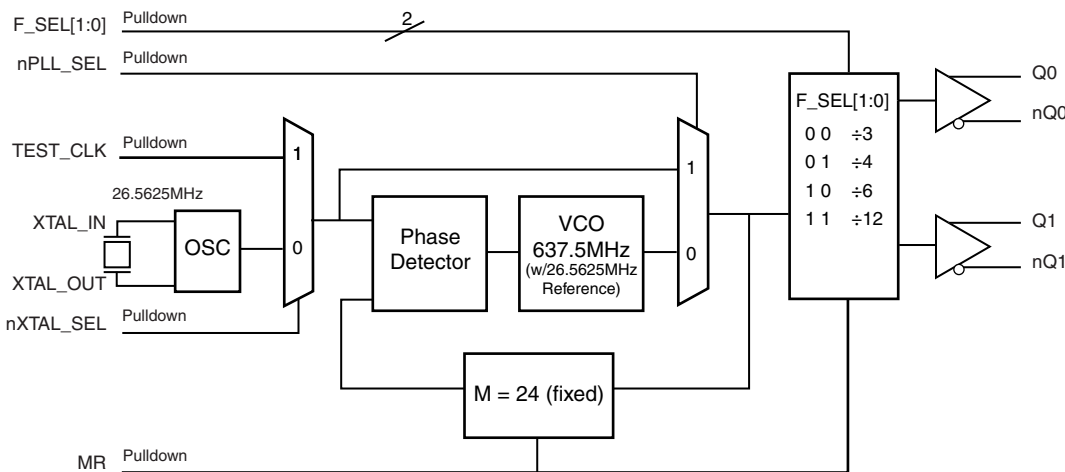 F_SEL[1:0] Pulldown
2
nPLL_SEL Pulldown
TEST_CLK Pulldown
26.5625MHz
XTAL_IN
OSC
XTAL_OUT
nXTAL_SEL Pulldown
1
0
Phase
Detector
VCO
637.5MHz
(w/26.5625MHz
Reference)
1
0
M = 24 (fixed)
F_SEL[1:0]
0 0 ÷3
0 1 ÷4
1 0 ÷6
1 1 ÷12
Q0
nQ0
Q1
nQ1
MR Pulldown